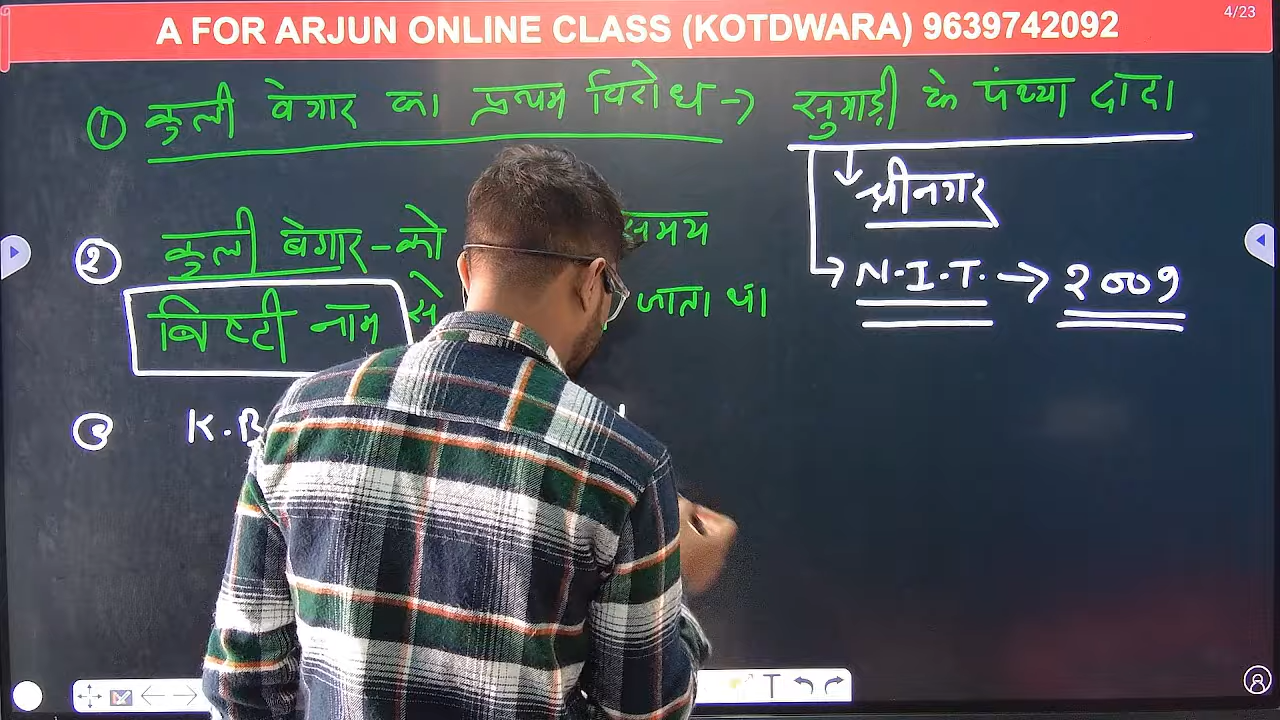 A FOR ARJUN ONLINE CLASS (KOTDWARA) 9639742092
4/23
① कुली बेगार का प्रथम विरोध → सुमाड़ी के पंथ्या दादा
↓ श्रीनगर
→ N.I.T. → 2009
② कुली बेगार - को समय
बिष्टी नाम से जाता था
③ K.B
T